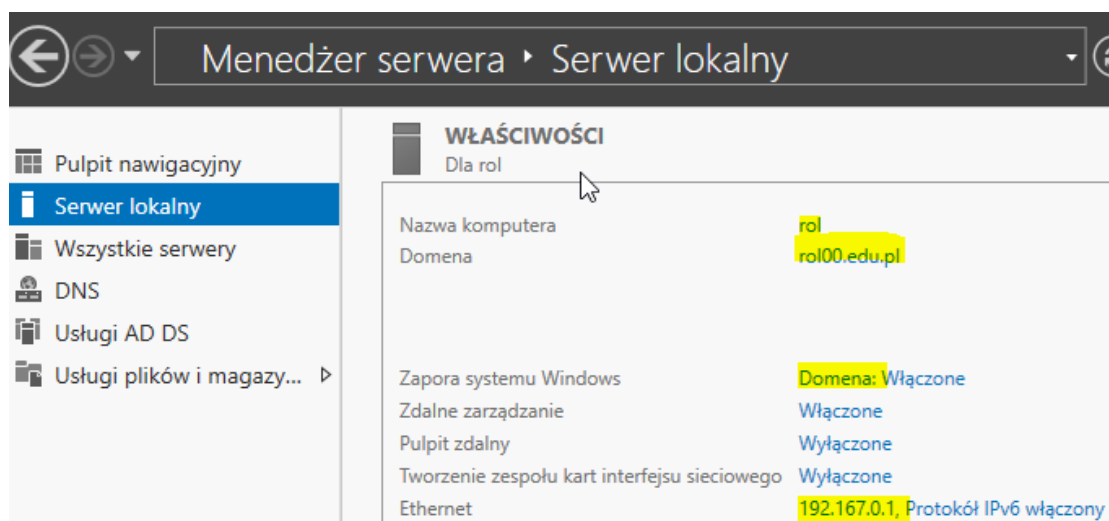 Menedżer serwera ‣ Serwer lokalny
WŁAŚCIWOŚCI
Dla rol
Pulpit nawigacyjny
Serwer lokalny
Wszystkie serwery
DNS
Usługi AD DS
Usługi plików i magazy...
Nazwa komputera rol
Domena rol00.edu.pl
Zapora systemu Windows Domena: Włączone
Zdalne zarządzanie Włączone
Pulpit zdalny Wyłączone
Tworzenie zespołu kart interfejsu sieciowego Wyłączone
Ethernet 192.167.0.1, Protokół IPv6 włączony